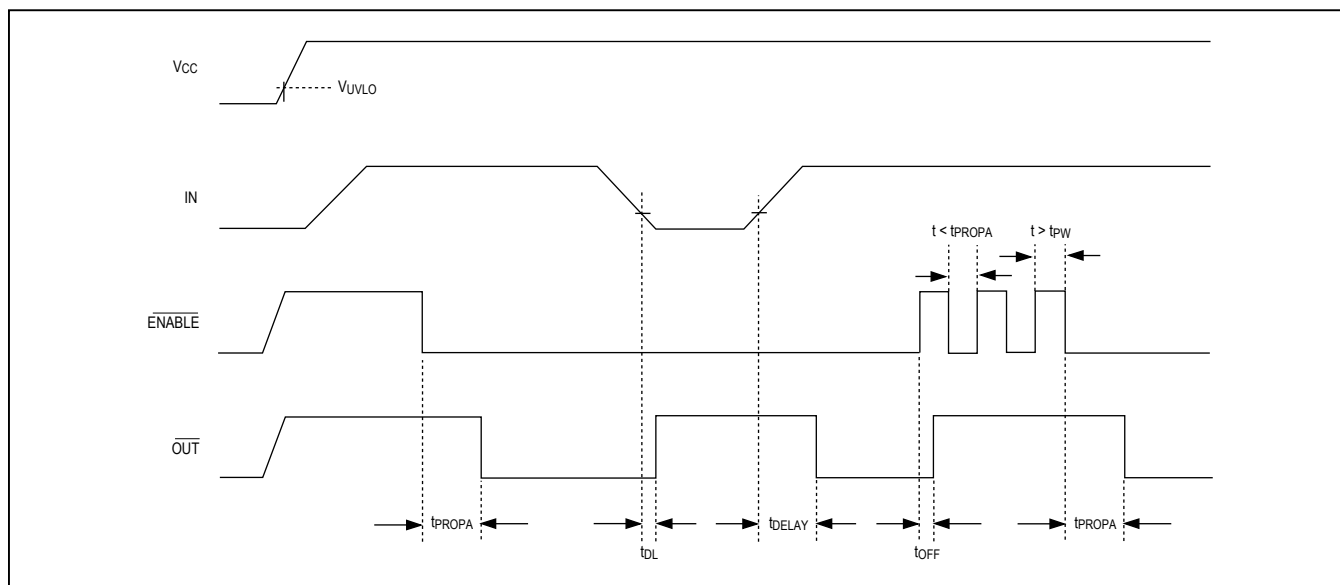 VCC
VUVLO
IN
t < tPROPA
t > tPW
ENABLE
OUT
tPROPA
tDL
tDELAY
tOFF
tPROPA